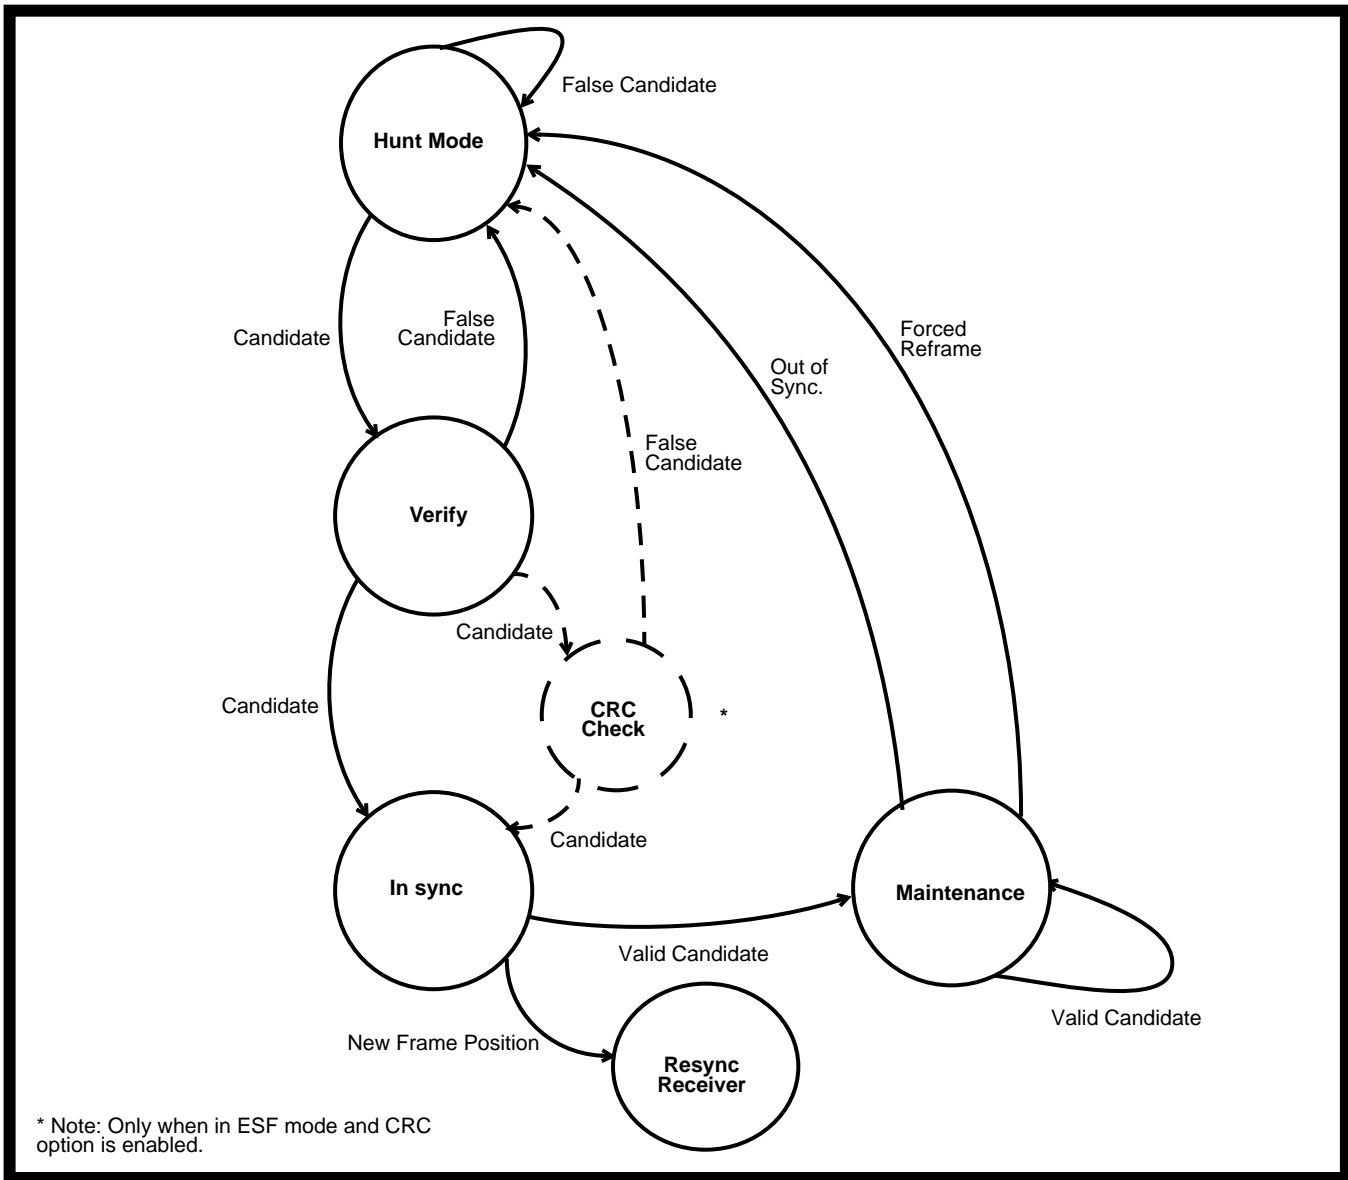 False Candidate
Hunt Mode
Candidate
False
Candidate
Forced
Reframe
Out of
Sync.
False
Candidate
Verify
Candidate
Candidate
CRC
Check
*
Candidate
In sync
Maintenance
Valid Candidate
Valid Candidate
New Frame Position
Resync
Receiver
* Note: Only when in ESF mode and CRC
option is enabled.